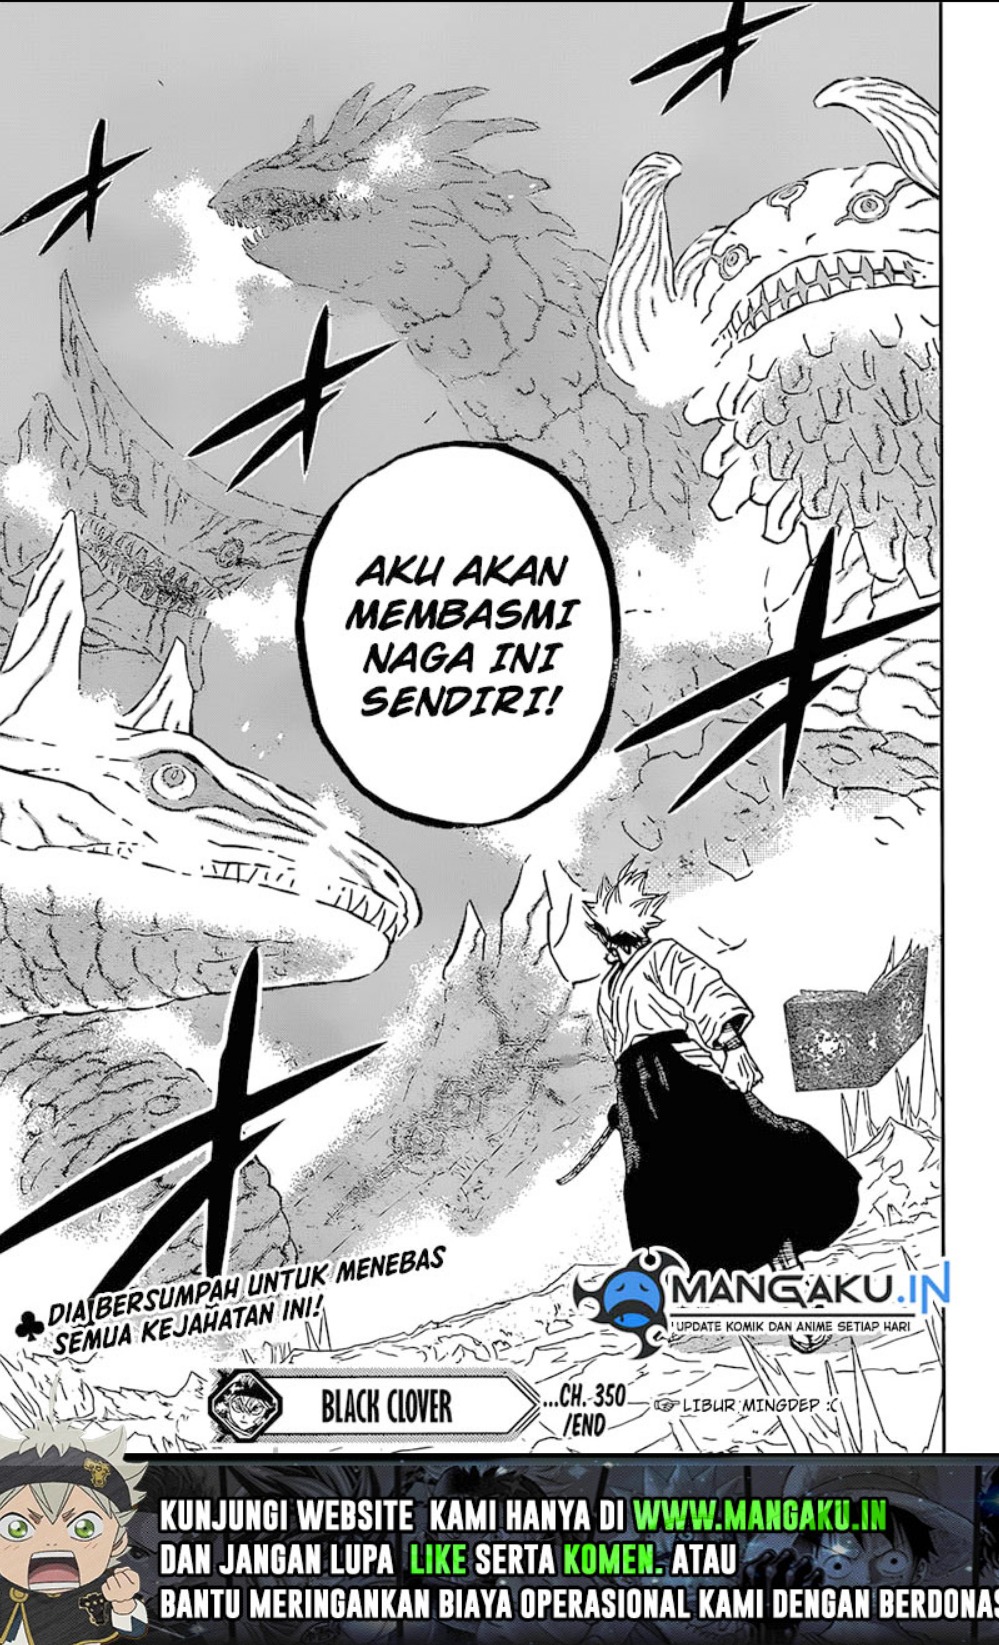 AKU AKAN
MEMBASMI
NAGA INI
SENDIRI!
DIA BERSUMPAH UNTUK MENEBAS
SEMUA KEJAHATAN INI!
MANGAKU.IN
UPDATE KOMIK DAN ANIME SETIAP HARI
BLACK CLOVER
...CH. 350
/END
LIBUR MINGDEP :(
KUNJUNGI WEBSITE KAMI HANYA DI WWW.MANGAKU.IN
DAN JANGAN LUPA LIKE SERTA KOMEN. ATAU
BANTU MERINGANKAN BIAYA OPERASIONAL KAMI DENGAN BERDONAS